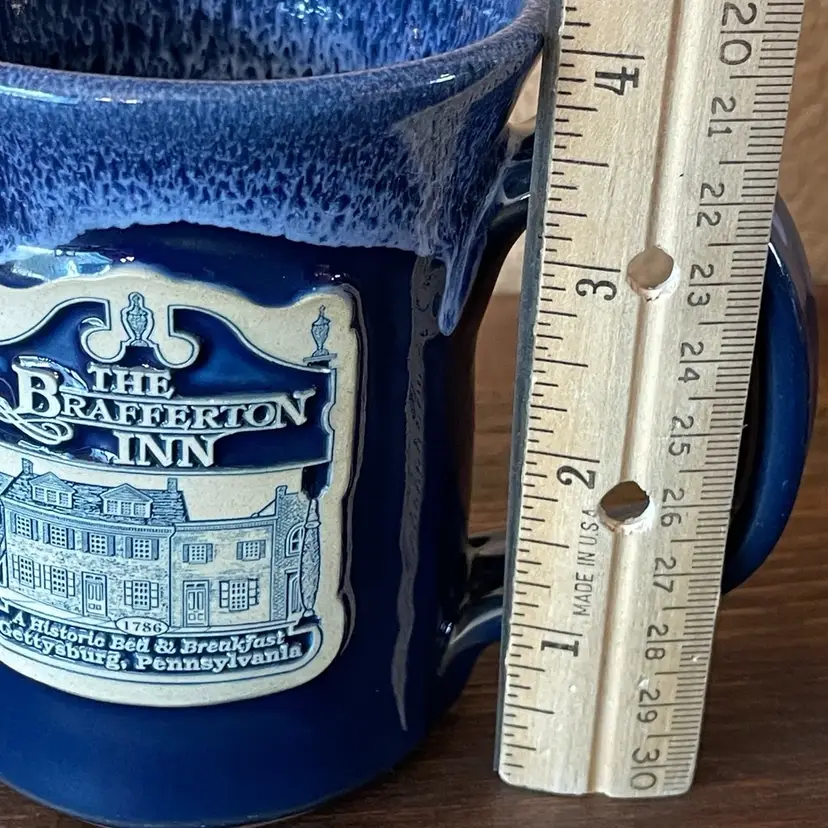 THE
BRAFFERTON
INN
1786
A Historic Bed & Breakfast
Gettysburg, Pennsylvania
4
3
2
1
MADE IN U.S.A.
20
21
22
23
24
25
26
27
28
29
30